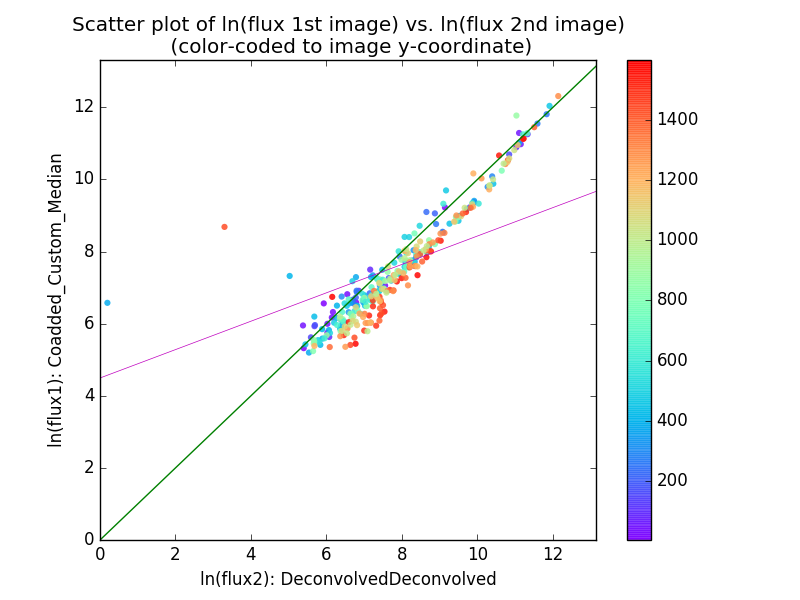 Scatter plot of ln(flux 1st image) vs. ln(flux 2nd image)
(color-coded to image y-coordinate)
12
10
8
6
4
2
0
ln(flux1): Coadded_Custom_Median
0 2 4 6 8 10 12
ln(flux2): DeconvolvedDeconvolved
1400
1200
1000
800
600
400
200